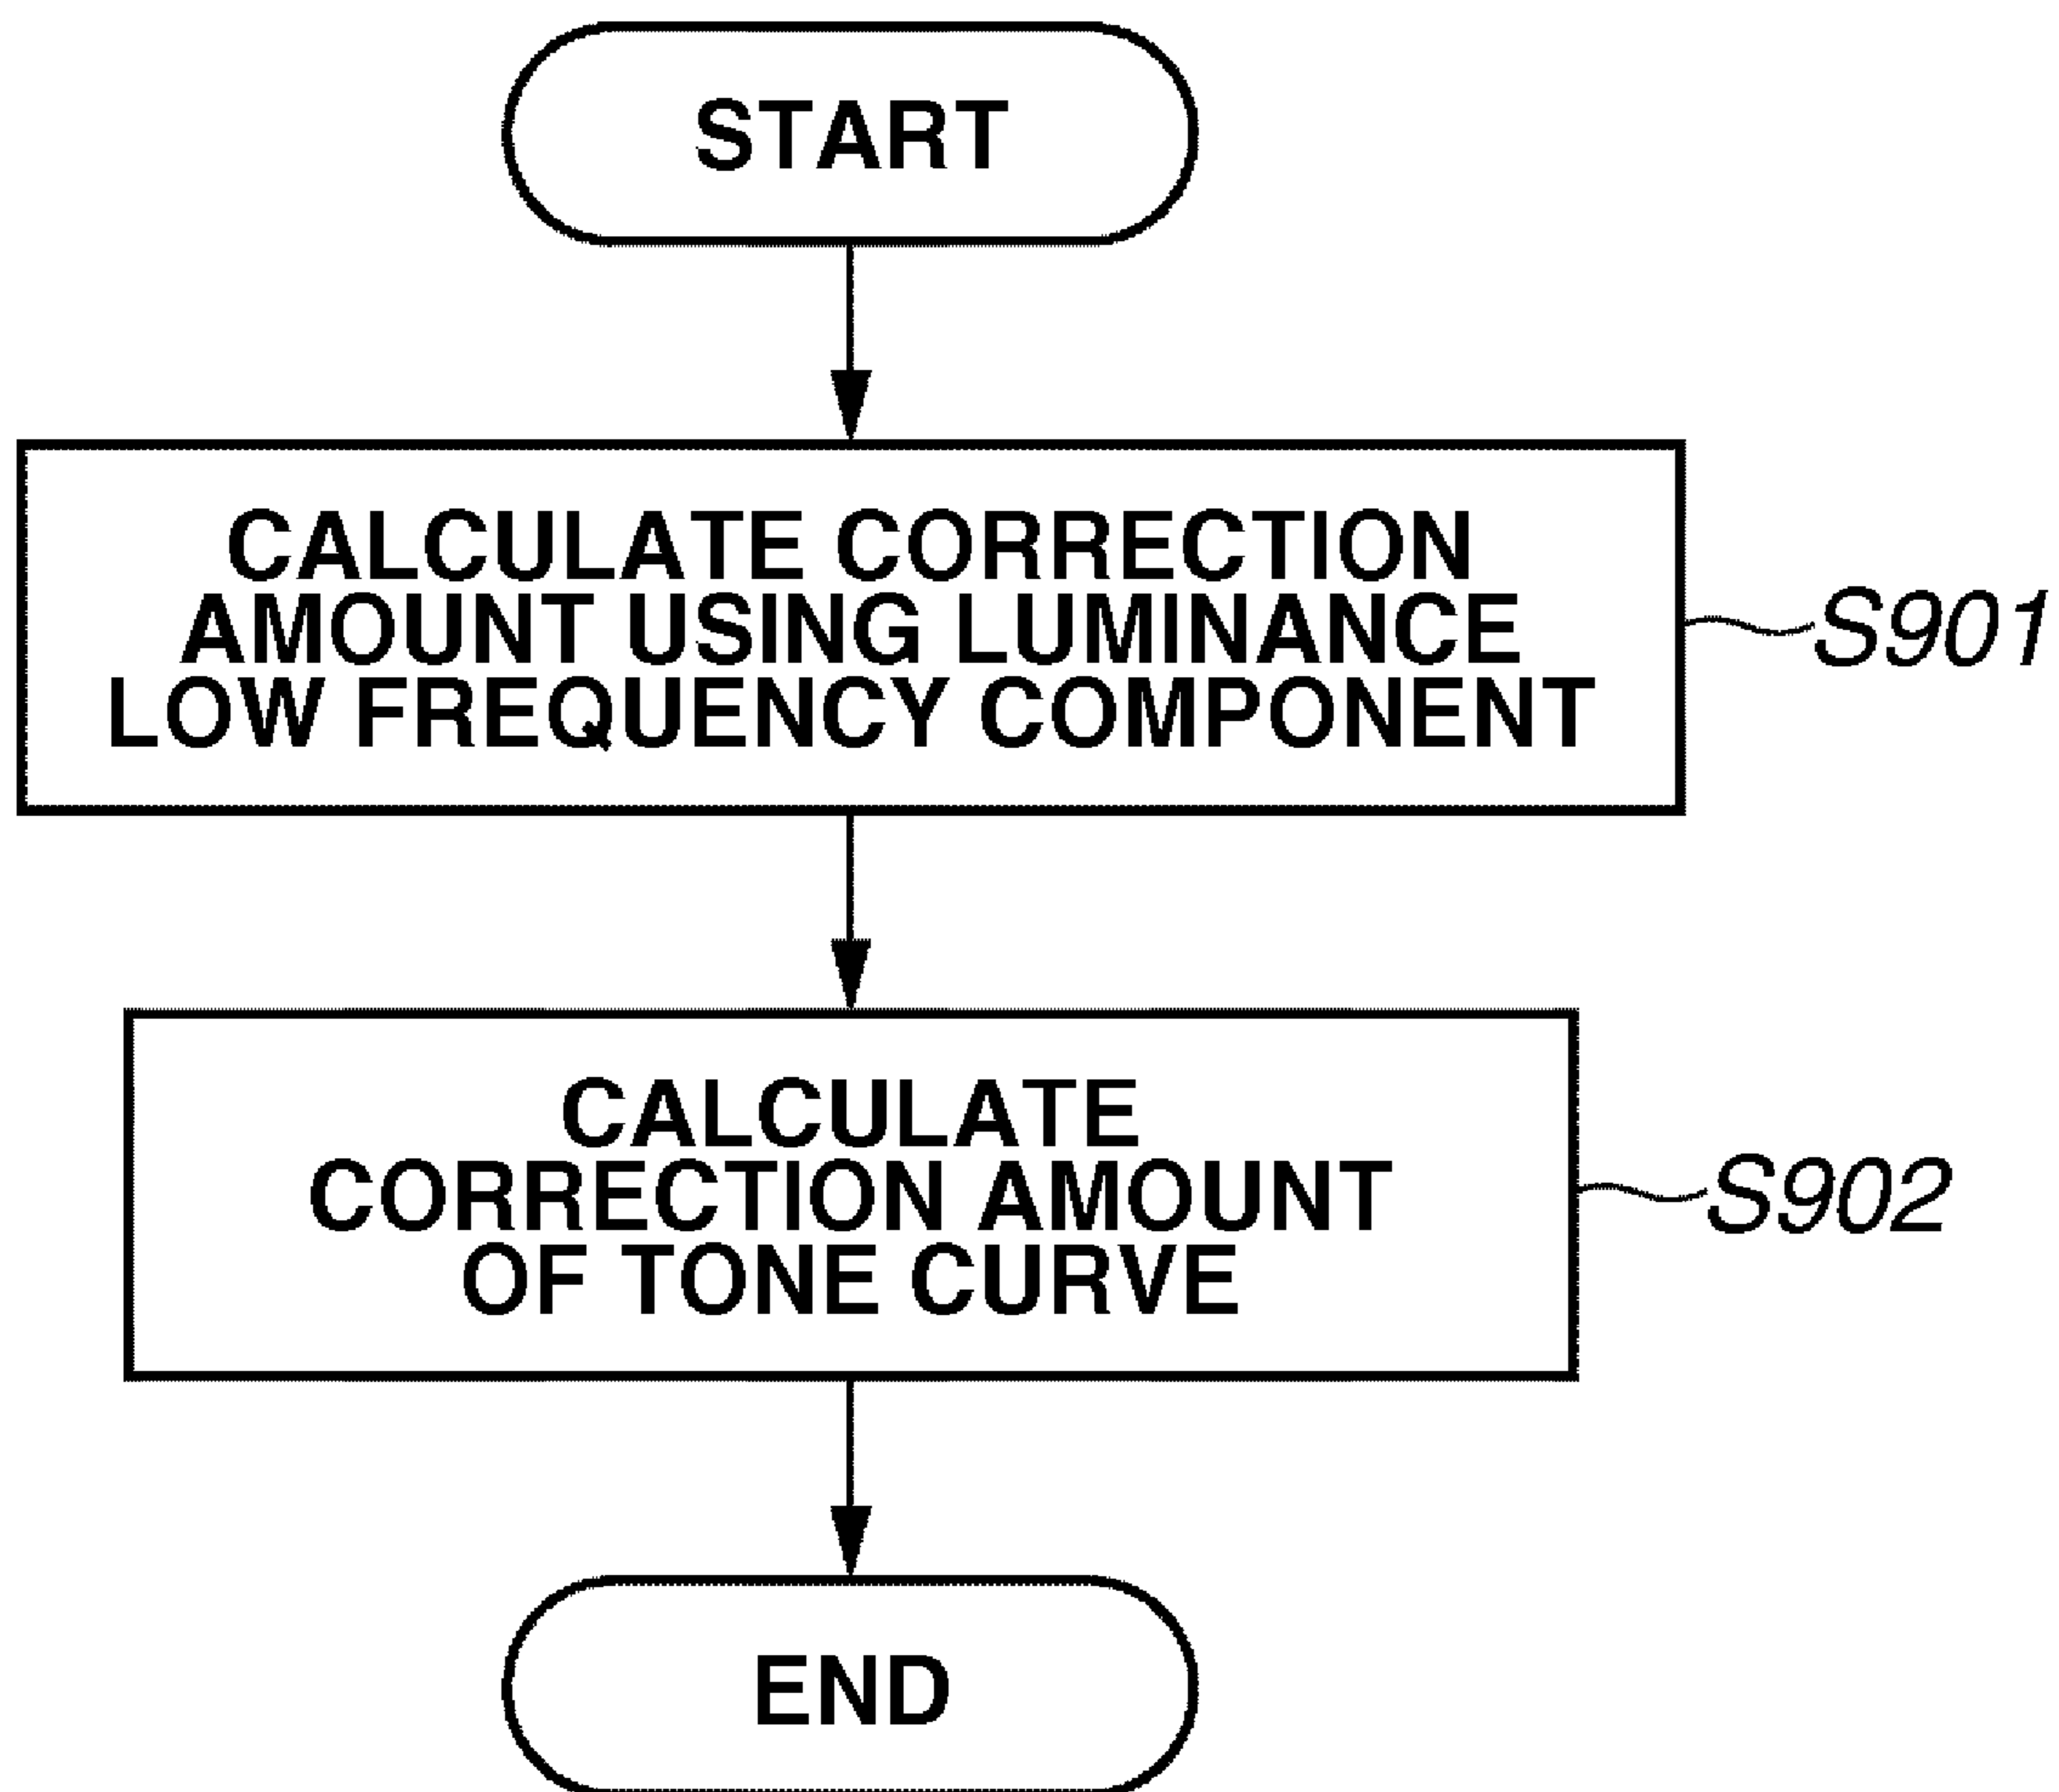 START
CALCULATE CORRECTION
AMOUNT USING LUMINANCE
LOW FREQUENCY COMPONENT
S901
CALCULATE
CORRECTION AMOUNT
OF TONE CURVE
S902
END